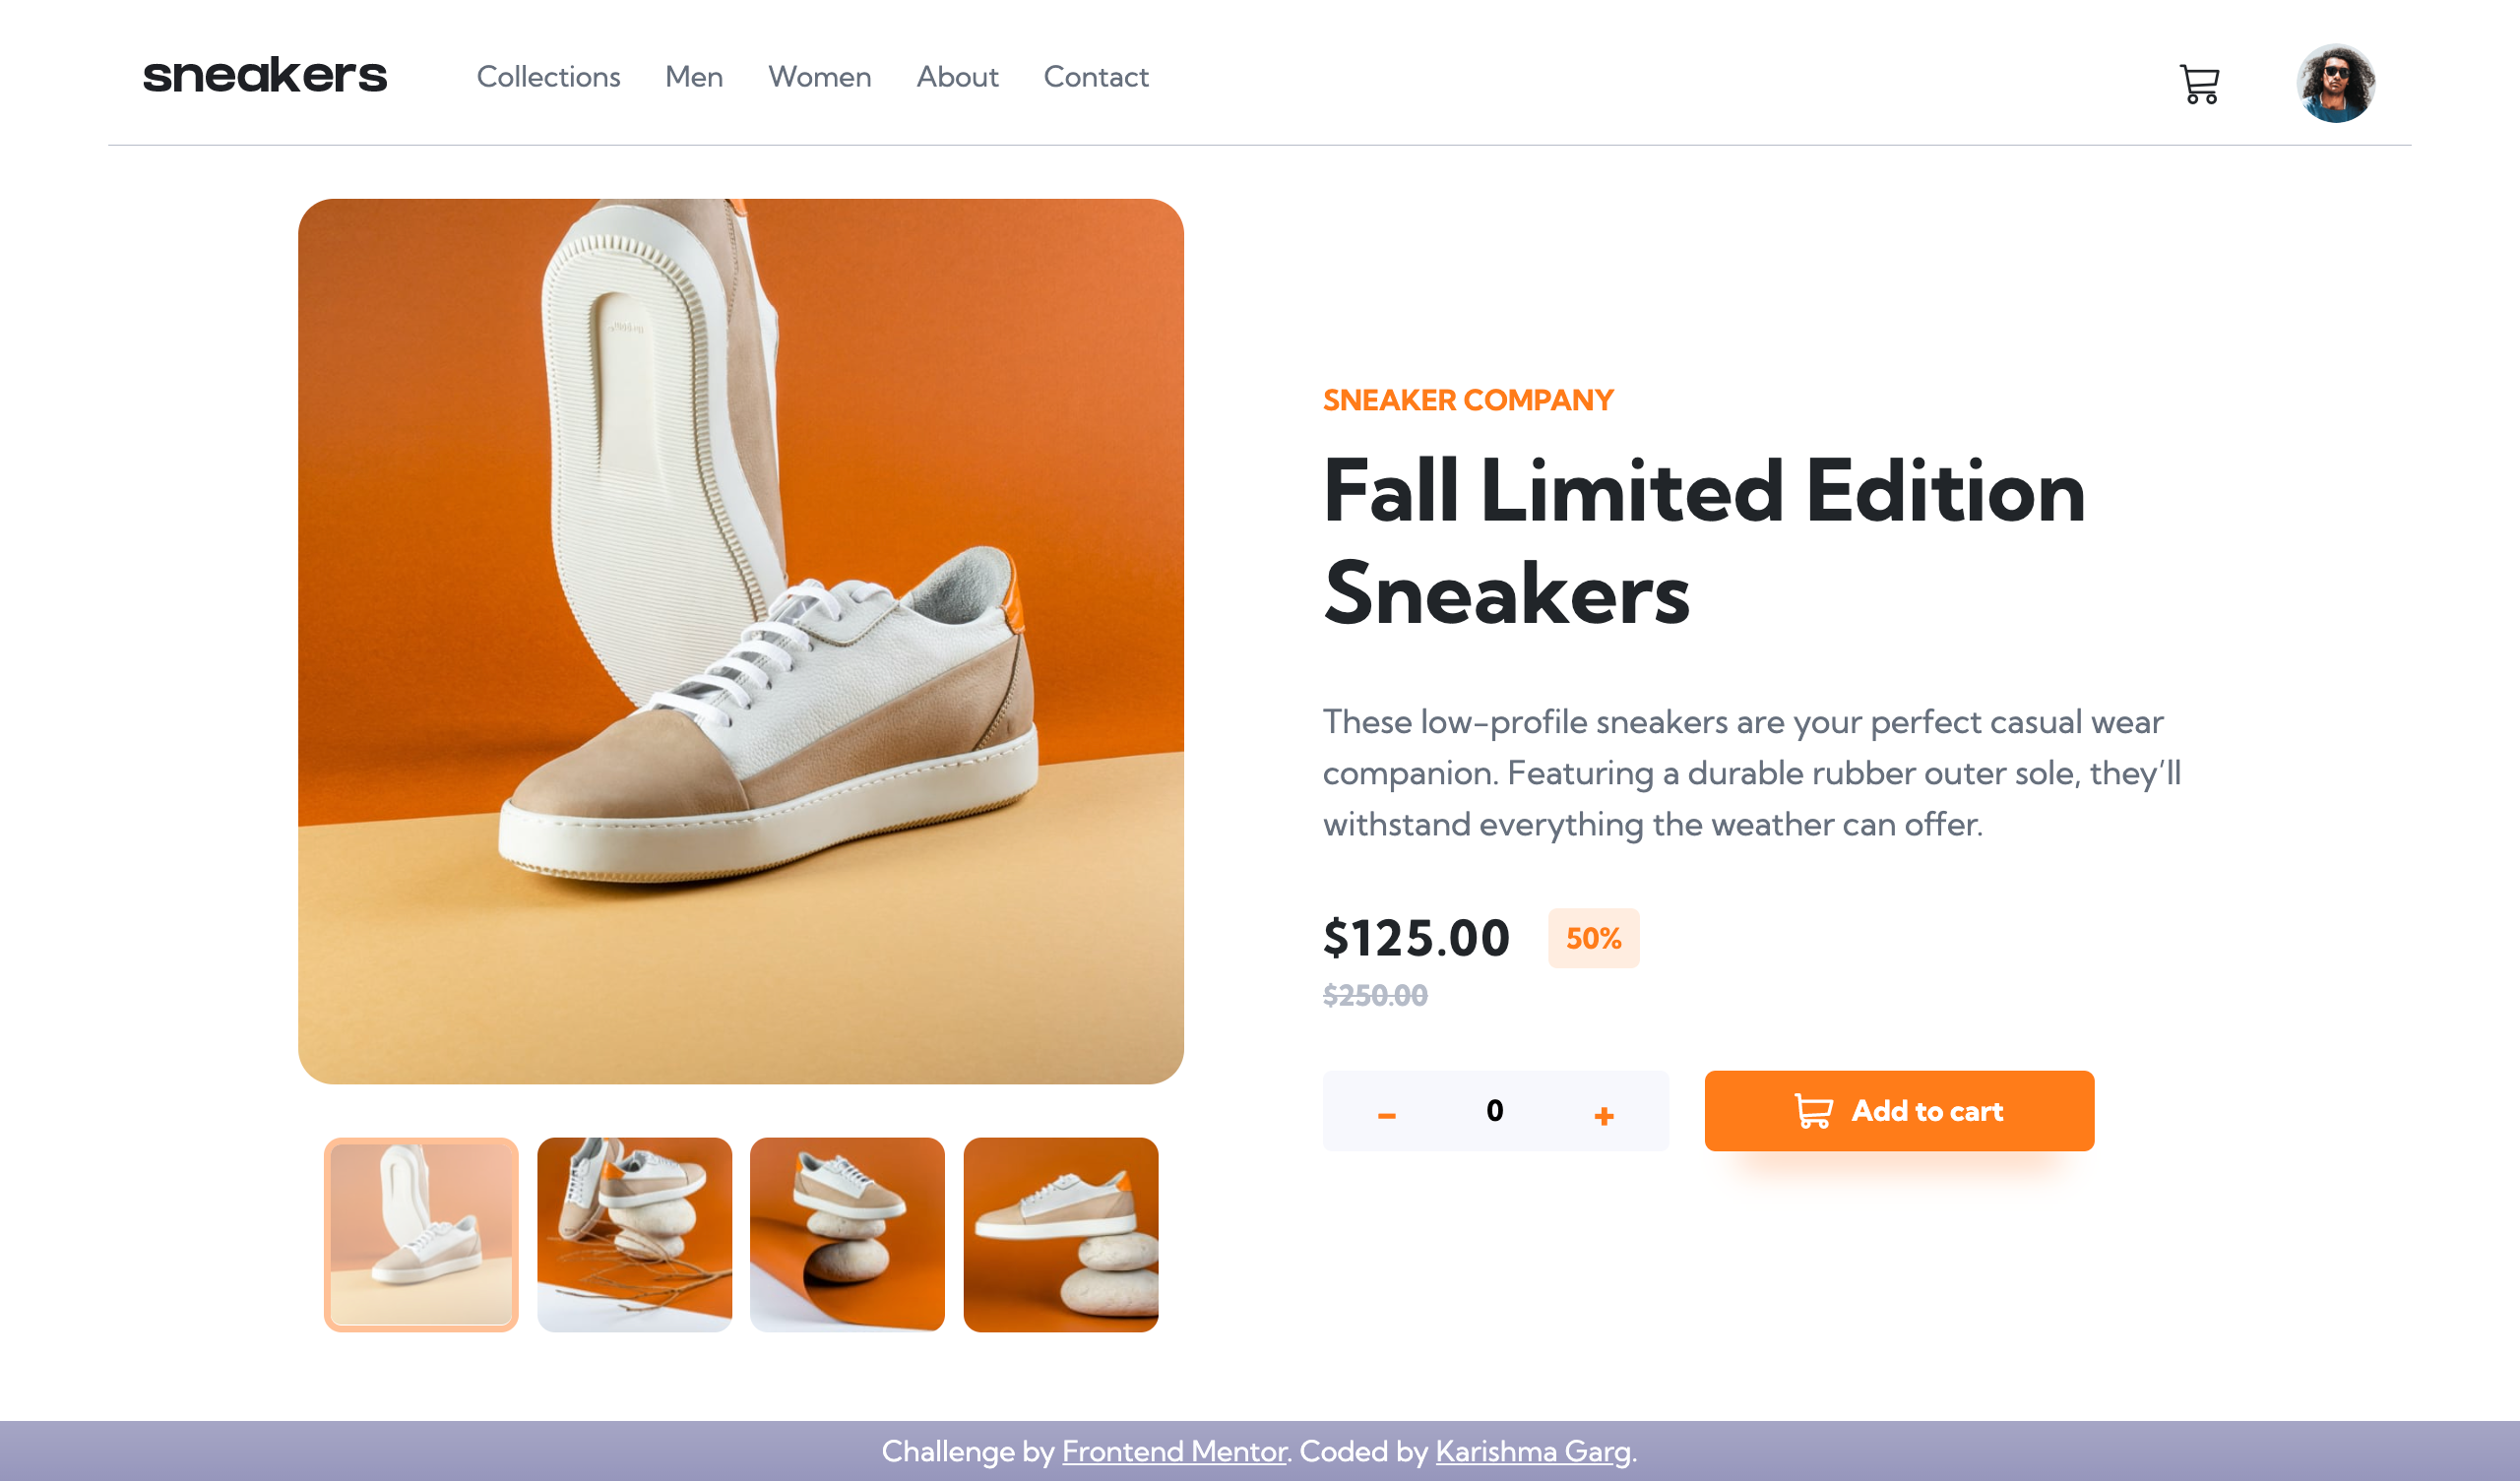 sneakers Collections Men Women About Contact
SNEAKER COMPANY
Fall Limited Edition
Sneakers
These low-profile sneakers are your perfect casual wear
companion. Featuring a durable rubber outer sole, they’ll
withstand everything the weather can offer.
$125.00 50%
$250.00
- 0 + Add to cart
Challenge by Frontend Mentor. Coded by Karishma Garg.